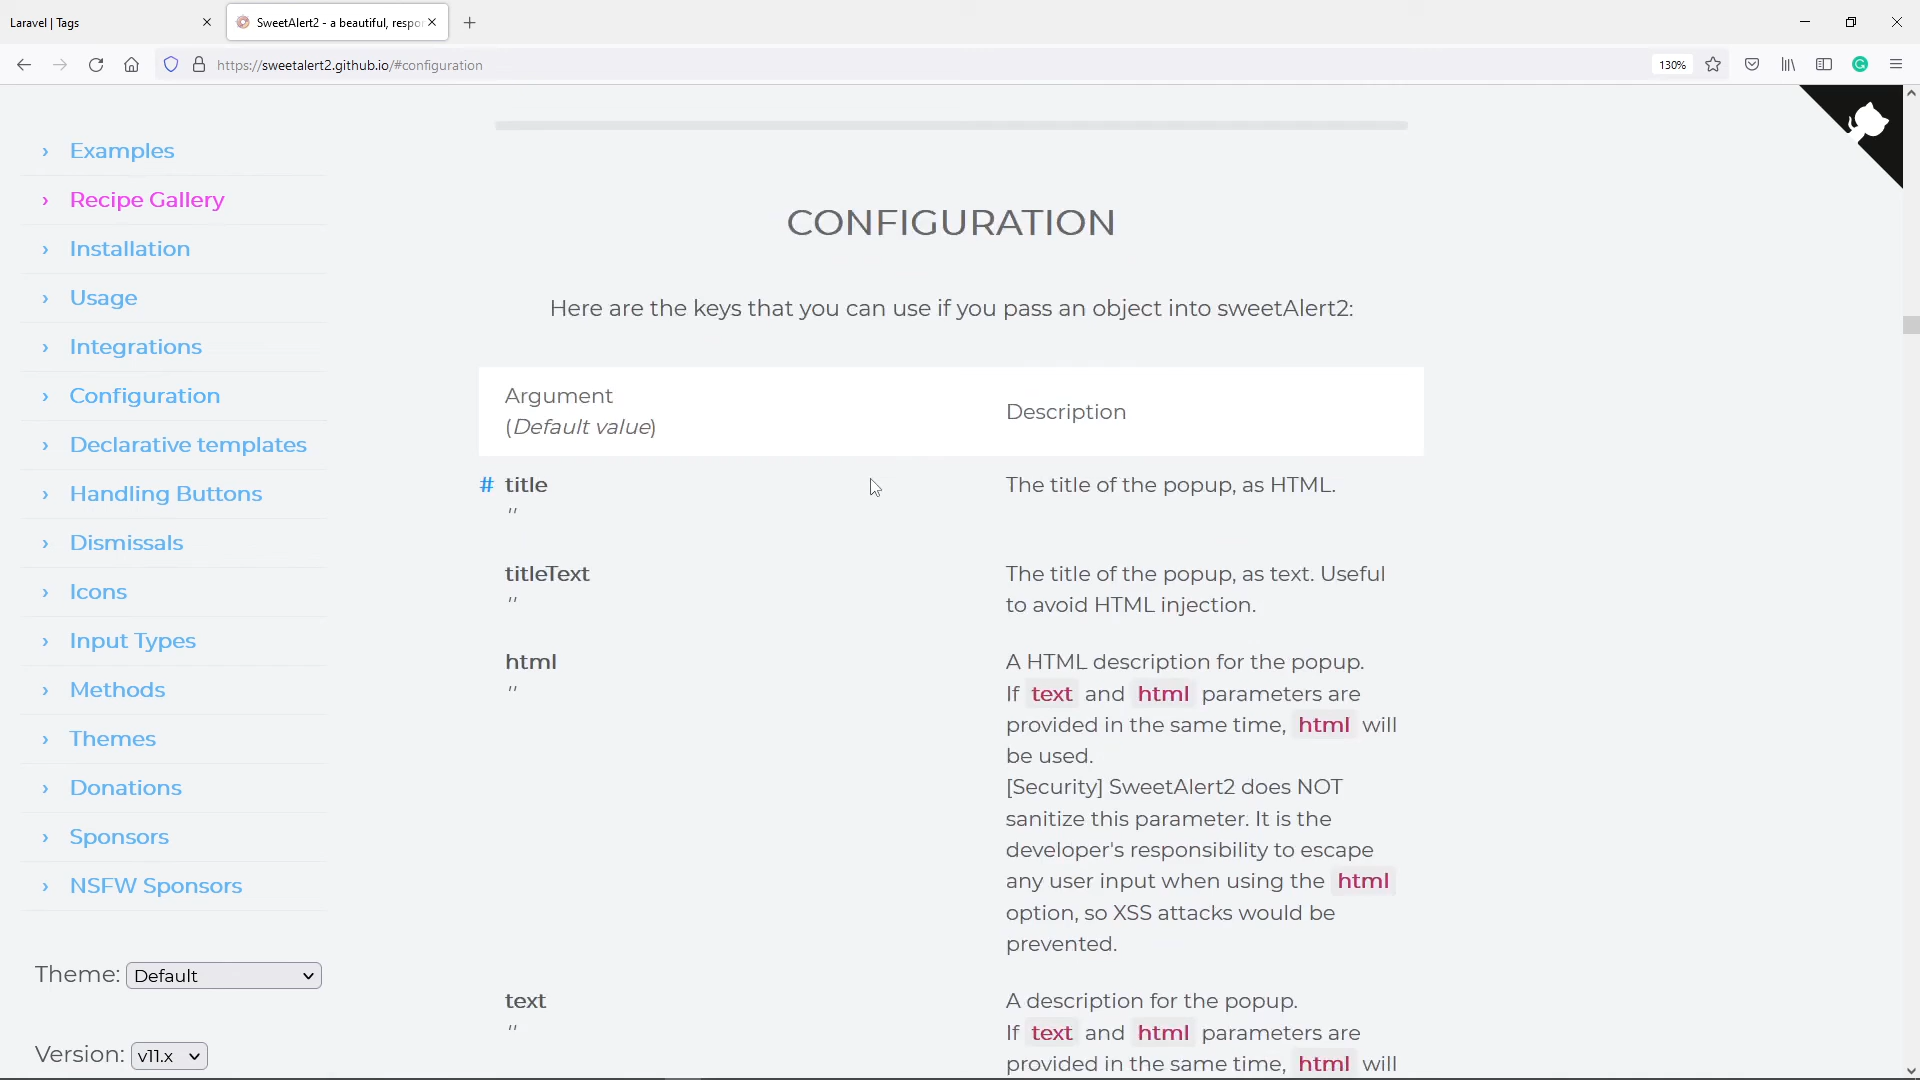 Laravel | Tags
SweetAlert2 - a beautiful, respo
https://sweetalert2.github.io/#configuration
130%
› Examples
› Recipe Gallery
› Installation
› Usage
› Integrations
› Configuration
› Declarative templates
› Handling Buttons
› Dismissals
› Icons
› Input Types
› Methods
› Themes
› Donations
› Sponsors
› NSFW Sponsors
Theme: Default
Version: v11.x
CONFIGURATION
Here are the keys that you can use if you pass an object into sweetAlert2:
Argument
(Default value)
Description
# title
''
The title of the popup, as HTML.
titleText
''
The title of the popup, as text. Useful
to avoid HTML injection.
html
''
A HTML description for the popup.
If text and html parameters are
provided in the same time, html will
be used.
[Security] SweetAlert2 does NOT
sanitize this parameter. It is the
developer's responsibility to escape
any user input when using the html
option, so XSS attacks would be
prevented.
text
''
A description for the popup.
If text and html parameters are
provided in the same time, html will